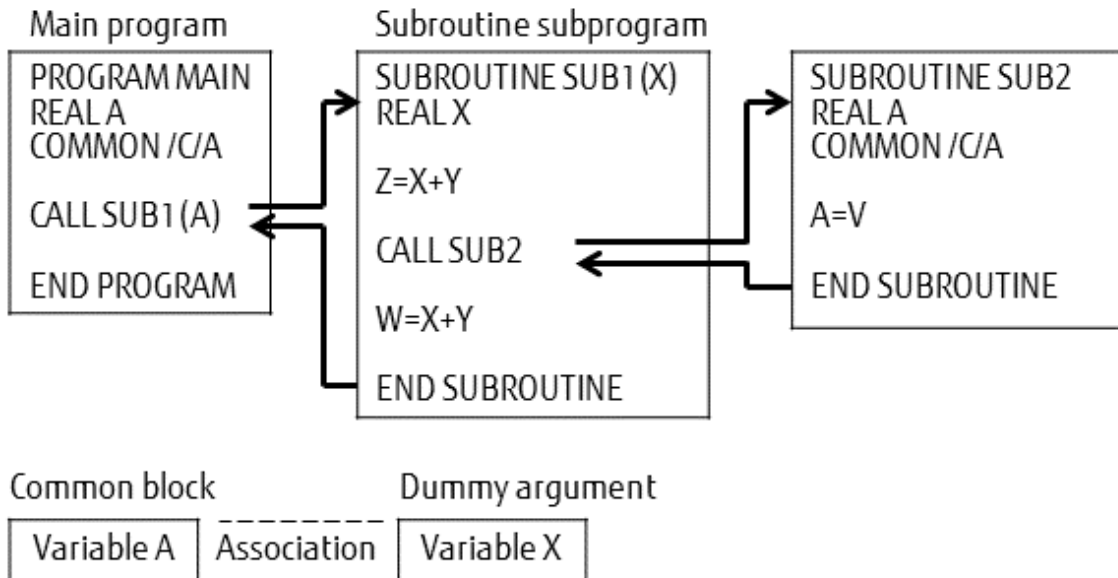 Main program
PROGRAM MAIN
REAL A
COMMON /C/A
CALL SUB1(A)
END PROGRAM
Subroutine subprogram
SUBROUTINE SUB1(X)
REAL X
Z=X+Y
CALL SUB2
W=X+Y
END SUBROUTINE
SUBROUTINE SUB2
REAL A
COMMON /C/A
A=V
END SUBROUTINE
Common block
Dummy argument
Variable A
Association
Variable X